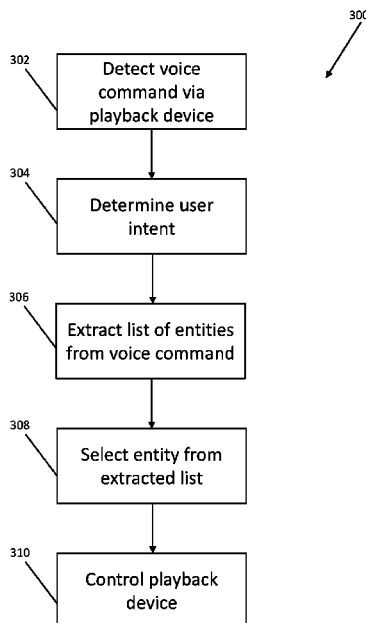 300
302
Detect voice
command via
playback device
304
Determine user
intent
306
Extract list of entities
from voice command
308
Select entity from
extracted list
310
Control playback
device